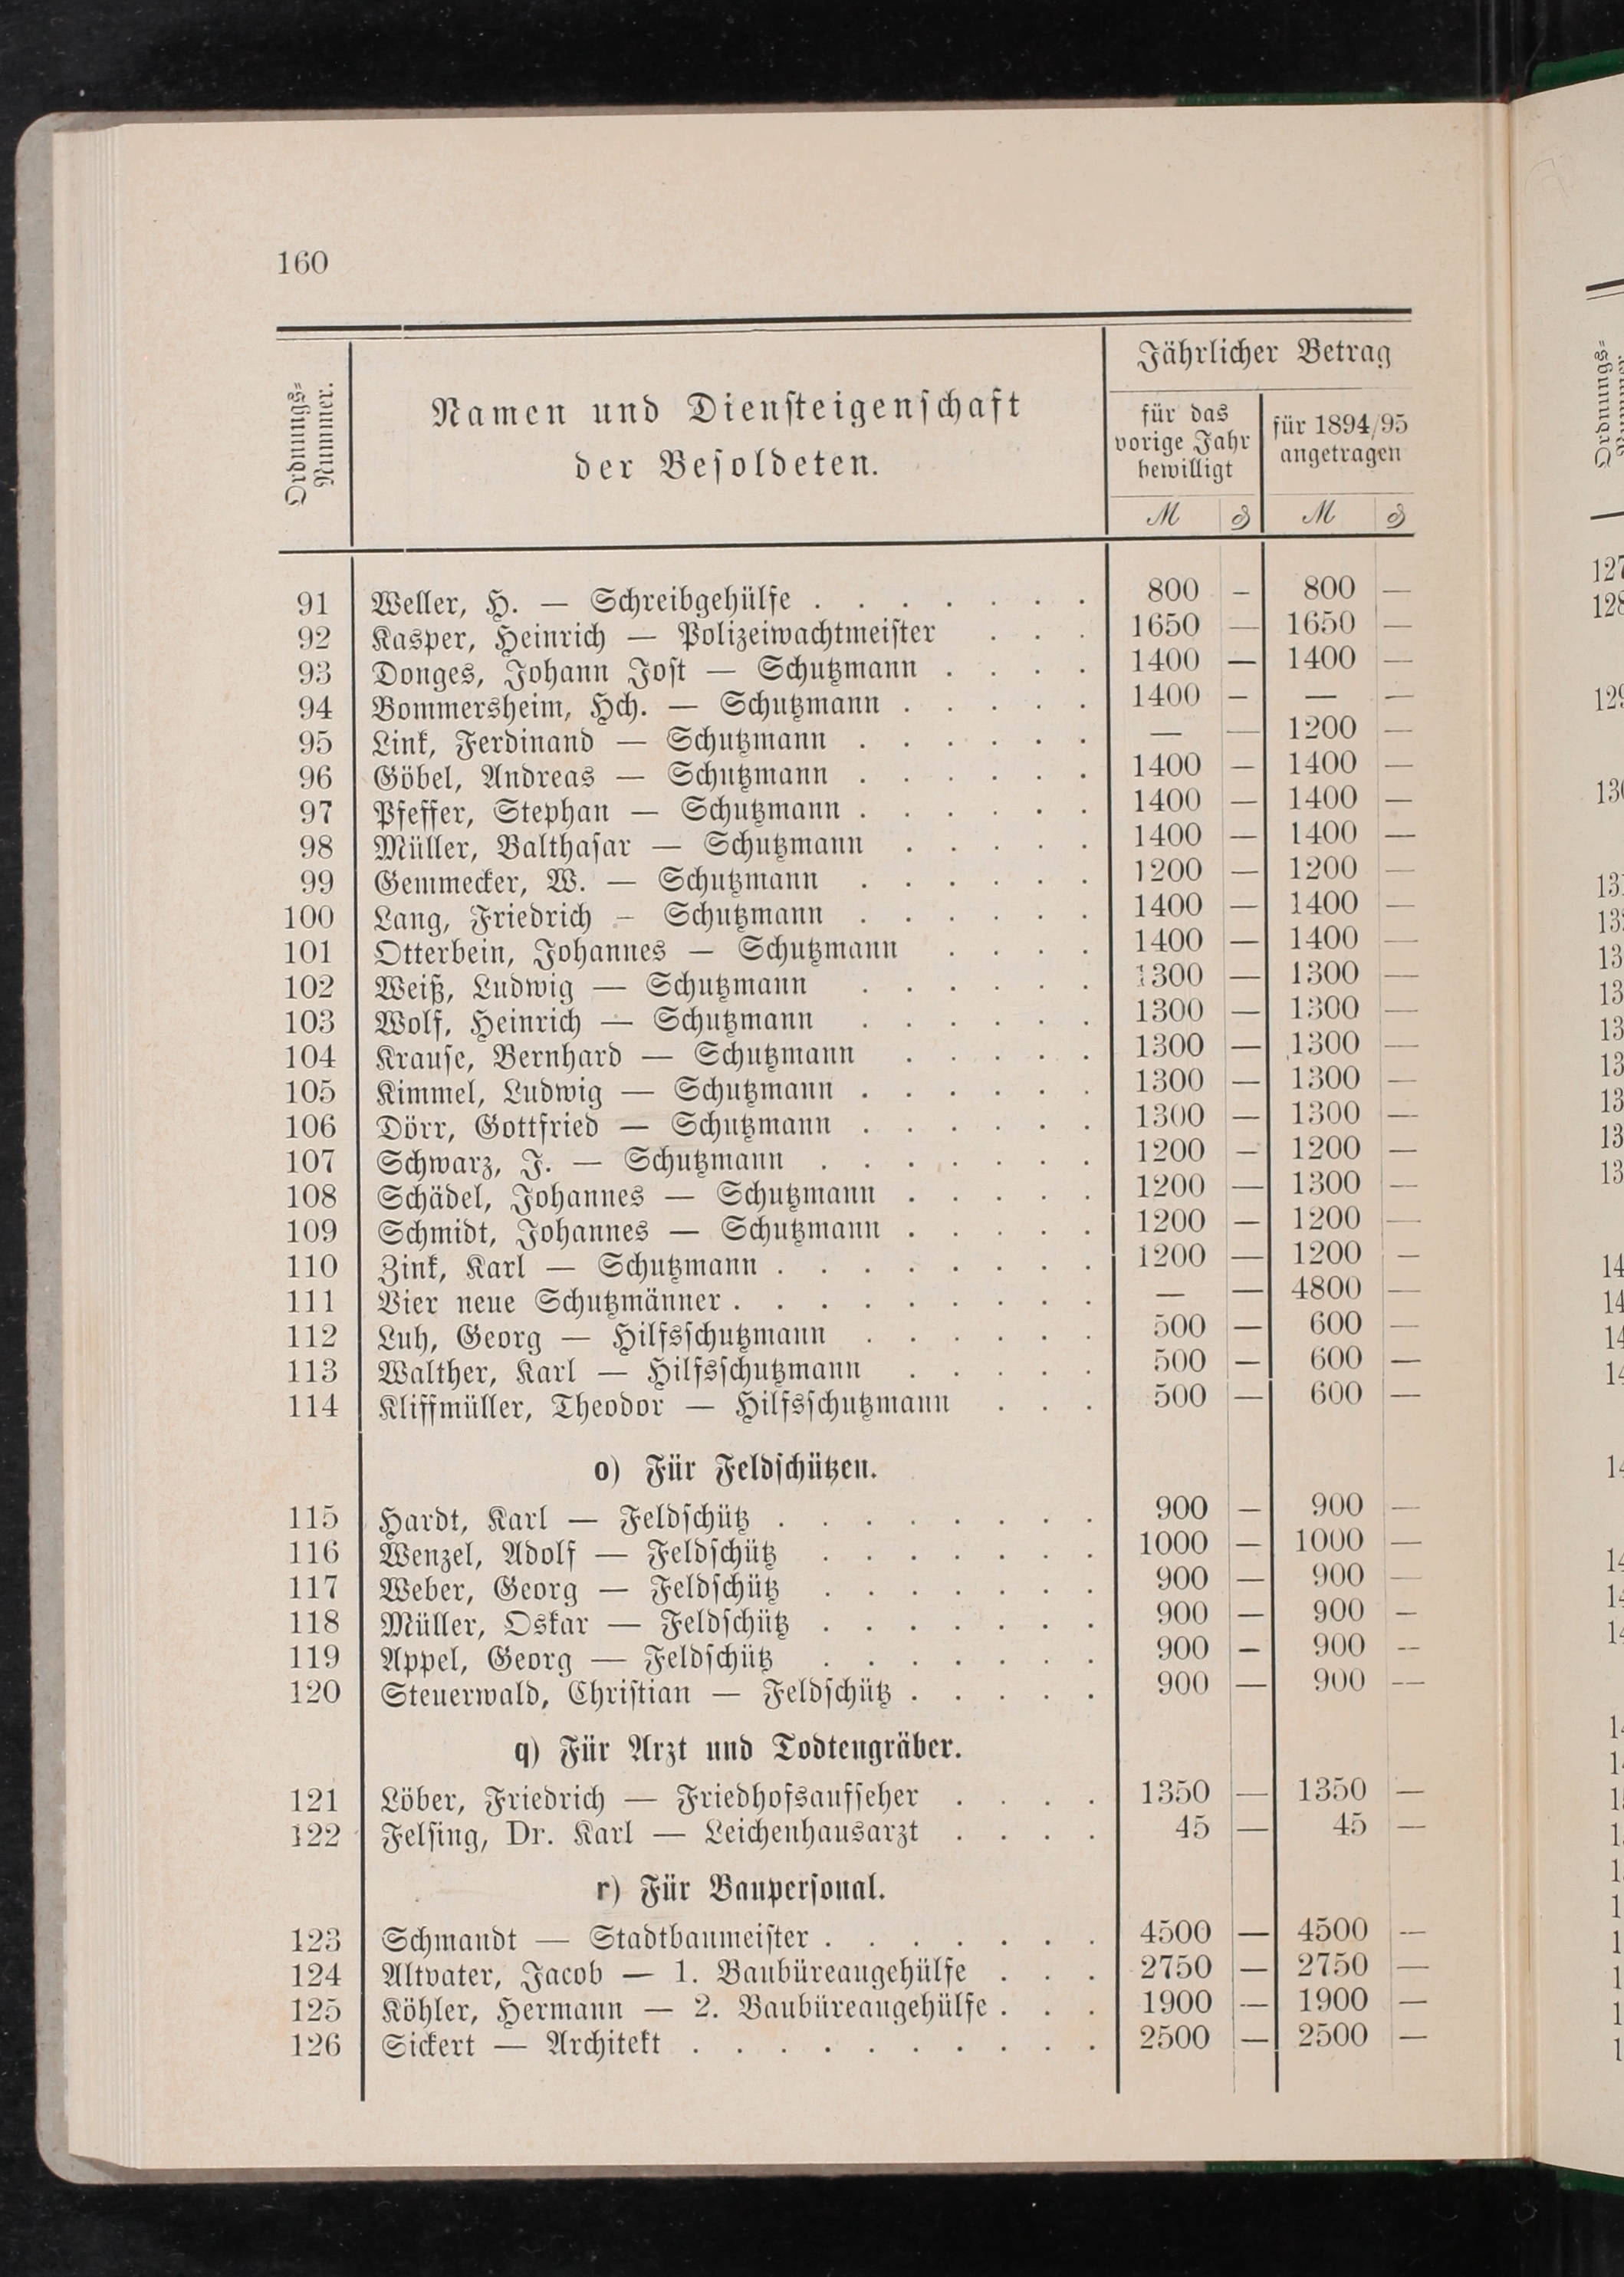 160
Ordnungs=
Nummer.
Namen und Diensteigenschaft
der Besoldeten.
Jährlicher Betrag
für das
vorige Jahr
bewilligt
für 1894/95
angetragen
ℳ ₰ ℳ ₰
91 Weller, H. — Schreibgehülfe . . . . . . . 800 — 800 —
92 Kasper, Heinrich — Polizeiwachtmeister . . . 1650 — 1650 —
93 Donges, Johann Jost — Schutzmann . . . . 1400 — 1400 —
94 Bommersheim, Hch. — Schutzmann . . . . . 1400 — — —
95 Link, Ferdinand — Schutzmann . . . . . . — — 1200 —
96 Göbel, Andreas — Schutzmann . . . . . . 1400 — 1400 —
97 Pfeffer, Stephan — Schutzmann . . . . . . 1400 — 1400 —
98 Müller, Balthasar — Schutzmann . . . . . 1400 — 1400 —
99 Gemmecker, W. — Schutzmann . . . . . . 1200 — 1200 —
100 Lang, Friedrich — Schutzmann . . . . . . 1400 — 1400 —
101 Otterbein, Johannes — Schutzmann . . . . 1400 — 1400 —
102 Weiß, Ludwig — Schutzmann . . . . . . 1300 — 1300 —
103 Wolf, Heinrich — Schutzmann . . . . . . 1300 — 1300 —
104 Krause, Bernhard — Schutzmann . . . . . 1300 — 1300 —
105 Kimmel, Ludwig — Schutzmann . . . . . . 1300 — 1300 —
106 Dörr, Gottfried — Schutzmann . . . . . . 1300 — 1300 —
107 Schwarz, J. — Schutzmann . . . . . . . 1200 — 1200 —
108 Schädel, Johannes — Schutzmann . . . . . 1200 — 1300 —
109 Schmidt, Johannes — Schutzmann . . . . . 1200 — 1200 —
110 Zink, Karl — Schutzmann . . . . . . . . 1200 — 1200 —
111 Vier neue Schutzmänner . . . . . . . . . — — 4800 —
112 Luh, Georg — Hilfsschutzmann . . . . . . 500 — 600 —
113 Walther, Karl — Hilfsschutzmann . . . . . 500 — 600 —
114 Kliffmüller, Theodor — Hilfsschutzmann . . . 500 — 600 —
o) Für Feldschützen.
115 Hardt, Karl — Feldschütz . . . . . . . . 900 — 900 —
116 Wenzel, Adolf — Feldschütz . . . . . . . 1000 — 1000 —
117 Weber, Georg — Feldschütz . . . . . . . 900 — 900 —
118 Müller, Oskar — Feldschütz . . . . . . . 900 — 900 —
119 Appel, Georg — Feldschütz . . . . . . . 900 — 900 —
120 Steuerwald, Christian — Feldschütz . . . . . 900 — 900 —
q) Für Arzt und Todtengräber.
121 Löber, Friedrich — Friedhofsaufseher . . . . 1350 — 1350 —
122 Felsing, Dr. Karl — Leichenhausarzt . . . . 45 — 45 —
r) Für Baupersonal.
123 Schmandt — Stadtbaumeister . . . . . . . 4500 — 4500 —
124 Altvater, Jacob — 1. Baubüreaugehülfe . . . 2750 — 2750 —
125 Köhler, Hermann — 2. Baubüreaugehülfe . . . 1900 — 1900 —
126 Sickert — Architekt . . . . . . . . . . 2500 — 2500 —
Ordnungs=
127
128